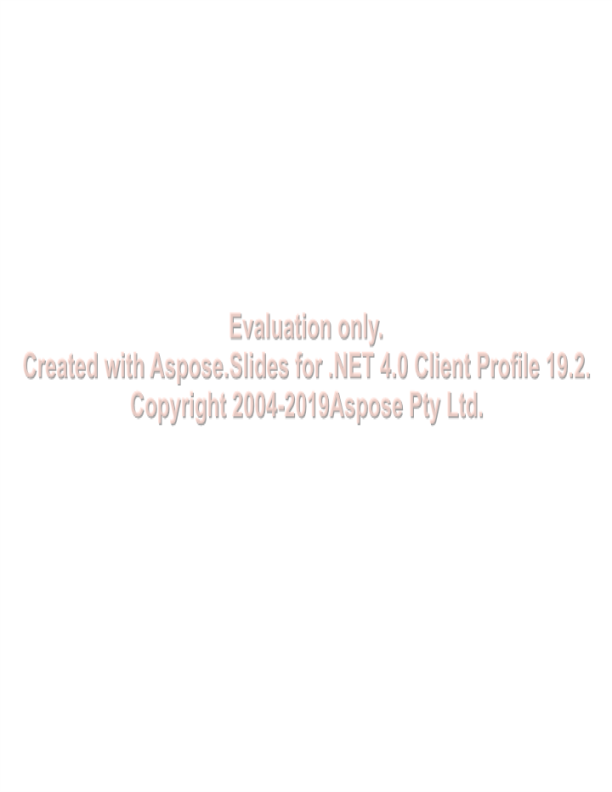 Evaluation only.
Created with Aspose.Slides for .NET 4.0 Client Profile 19.2.
Copyright 2004-2019Aspose Pty Ltd.